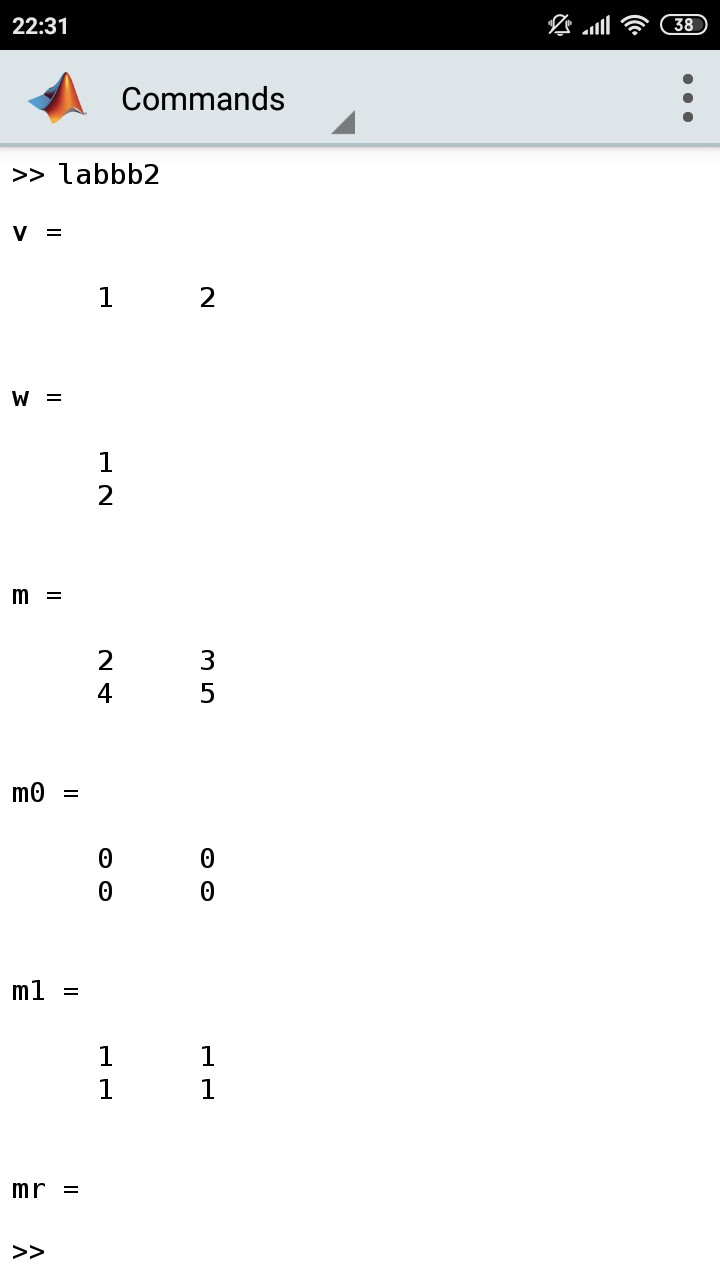 22:31 38
Commands
>> labbb2
v =
1 2
w =
1
2
m =
2 3
4 5
m0 =
0 0
0 0
m1 =
1 1
1 1
mr =
>>